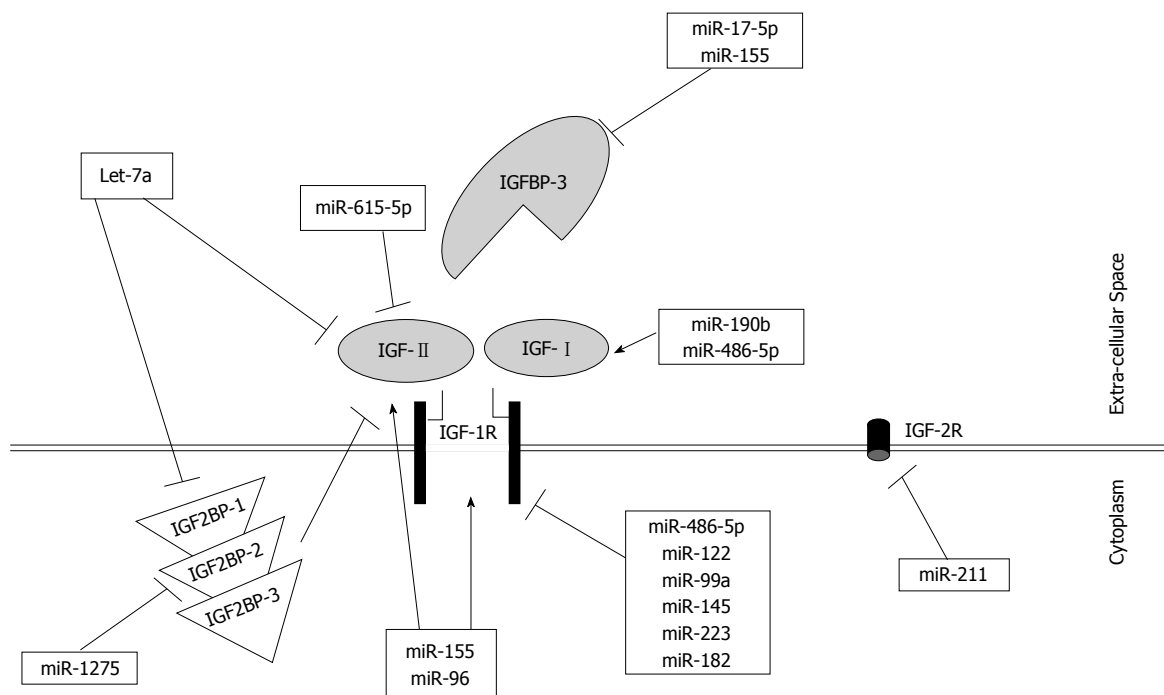 miR-17-5p
miR-155
IGFBP-3
Let-7a
miR-615-5p
IGF-Ⅱ
IGF-Ⅰ
miR-190b
miR-486-5p
Extra-cellular Space
IGF-1R
IGF-2R
Cytoplasm
IGF2BP-1
IGF2BP-2
IGF2BP-3
miR-1275
miR-155
miR-96
miR-486-5p
miR-122
miR-99a
miR-145
miR-223
miR-182
miR-211